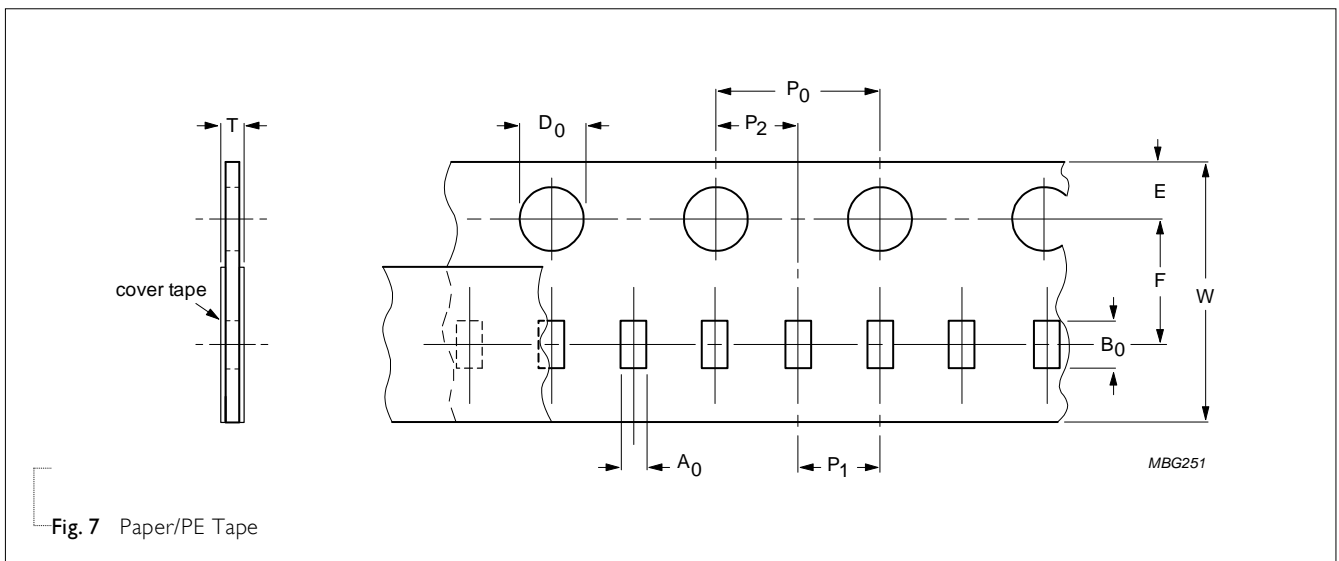 P0
T
D0
P2
E
F
W
cover tape
B0
A0
P1
MBG251
Fig. 7 Paper/PE Tape